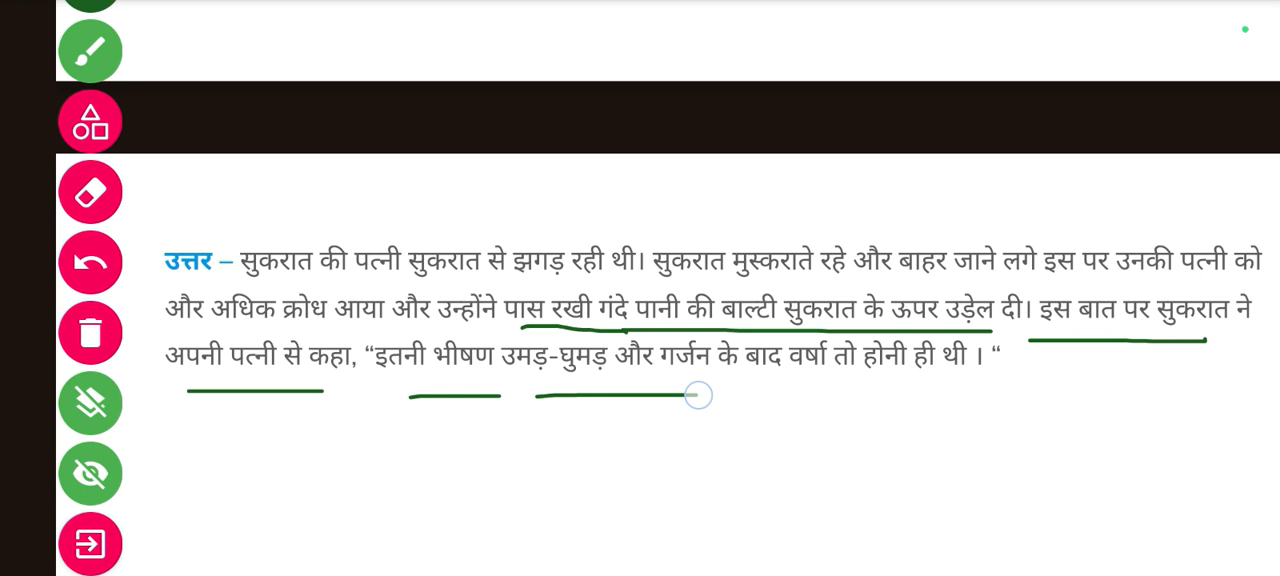 उत्तर – सुकरात की पत्नी सुकरात से झगड़ रही थी। सुकरात मुस्कराते रहे और बाहर जाने लगे इस पर उनकी पत्नी को
और अधिक क्रोध आया और उन्होंने पास रखी गंदे पानी की बाल्टी सुकरात के ऊपर उड़ेल दी। इस बात पर सुकरात ने
अपनी पत्नी से कहा, “इतनी भीषण उमड़-घुमड़ और गर्जन के बाद वर्षा तो होनी ही थी । “